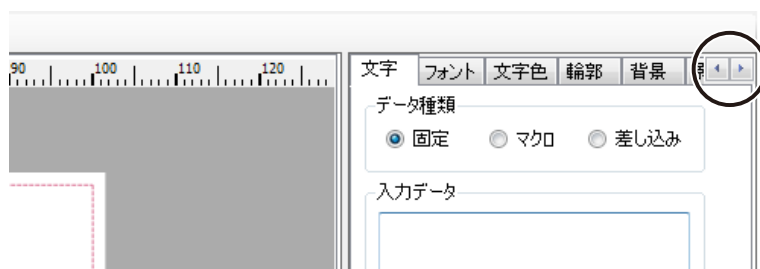 90 100 110 120
文字 フォント 文字色 輪郭 背景
データ種類
固定 マクロ 差し込み
入力データ